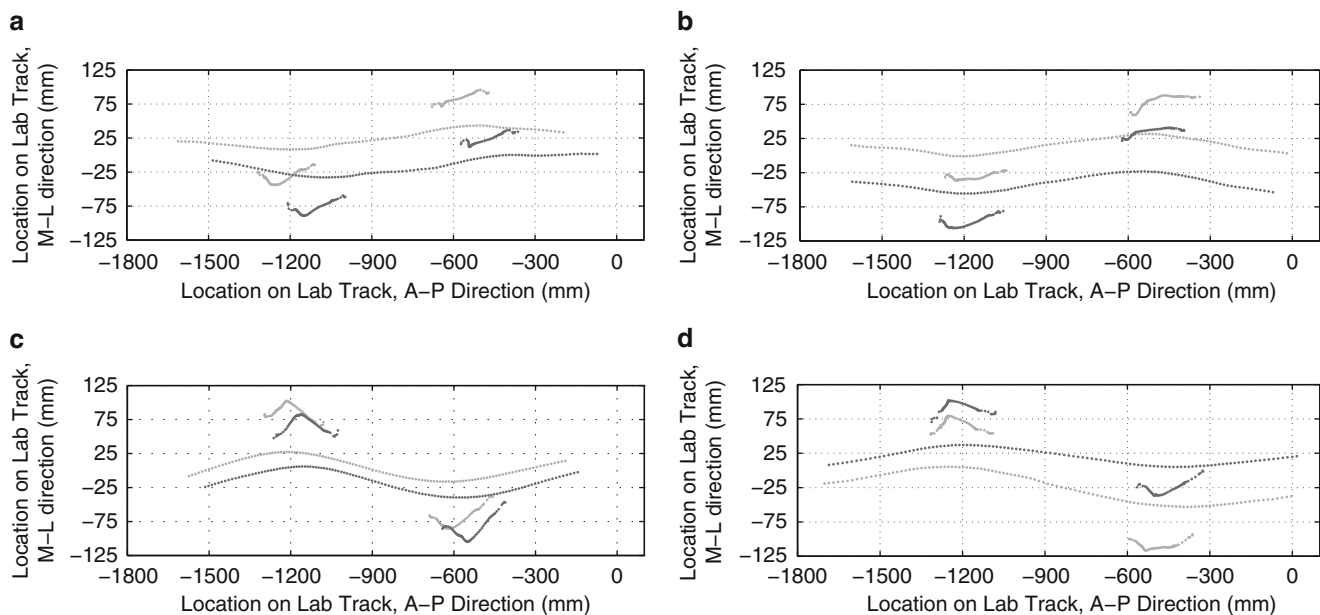 a
Location on Lab Track,
M−L direction (mm)
125
75
25
−25
−75
−125
−1800 −1500 −1200 −900 −600 −300 0
Location on Lab Track, A−P Direction (mm)
b
Location on Lab Track,
M−L direction (mm)
125
75
25
−25
−75
−125
−1800 −1500 −1200 −900 −600 −300 0
Location on Lab Track, A−P Direction (mm)
c
Location on Lab Track,
M−L direction (mm)
125
75
25
−25
−75
−125
−1800 −1500 −1200 −900 −600 −300 0
Location on Lab Track, A−P Direction (mm)
d
Location on Lab Track,
M−L direction (mm)
125
75
25
−25
−75
−125
−1800 −1500 −1200 −900 −600 −300 0
Location on Lab Track, A−P Direction (mm)